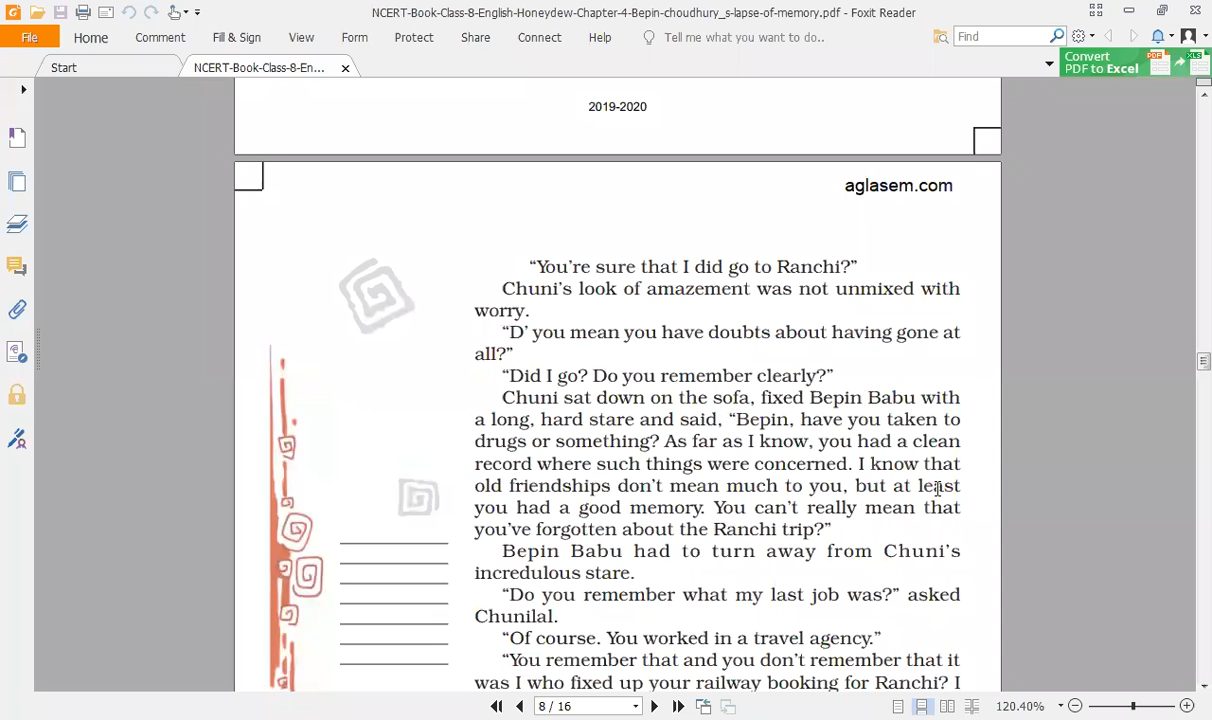 NCERT-Book-Class-8-English-Honeydew-Chapter-4-Bepin-choudhury_s-lapse-of-memory.pdf - Foxit Reader
File Home Comment Fill & Sign View Form Protect Share Connect Help Tell me what you want to do.. Find
Start NCERT-Book-Class-8-En...
Convert
PDF to Excel
PDF XLS
2019-2020
aglasem.com
“You’re sure that I did go to Ranchi?”
Chuni’s look of amazement was not unmixed with
worry.
“D’ you mean you have doubts about having gone at
all?”
“Did I go? Do you remember clearly?”
Chuni sat down on the sofa, fixed Bepin Babu with
a long, hard stare and said, “Bepin, have you taken to
drugs or something? As far as I know, you had a clean
record where such things were concerned. I know that
old friendships don’t mean much to you, but at least
you had a good memory. You can’t really mean that
you’ve forgotten about the Ranchi trip?”
Bepin Babu had to turn away from Chuni’s
incredulous stare.
“Do you remember what my last job was?” asked
Chunilal.
“Of course. You worked in a travel agency.”
“You remember that and you don’t remember that it
was I who fixed up your railway booking for Ranchi? I
8 / 16 120.40%